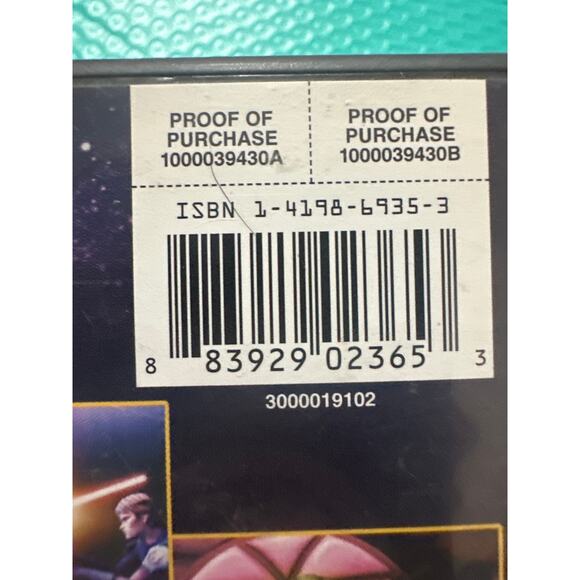 PROOF OF PURCHASE 1000039430A
PROOF OF PURCHASE 1000039430B
ISBN 1-4198-6935-3
8 83929 02365 3
3000019102